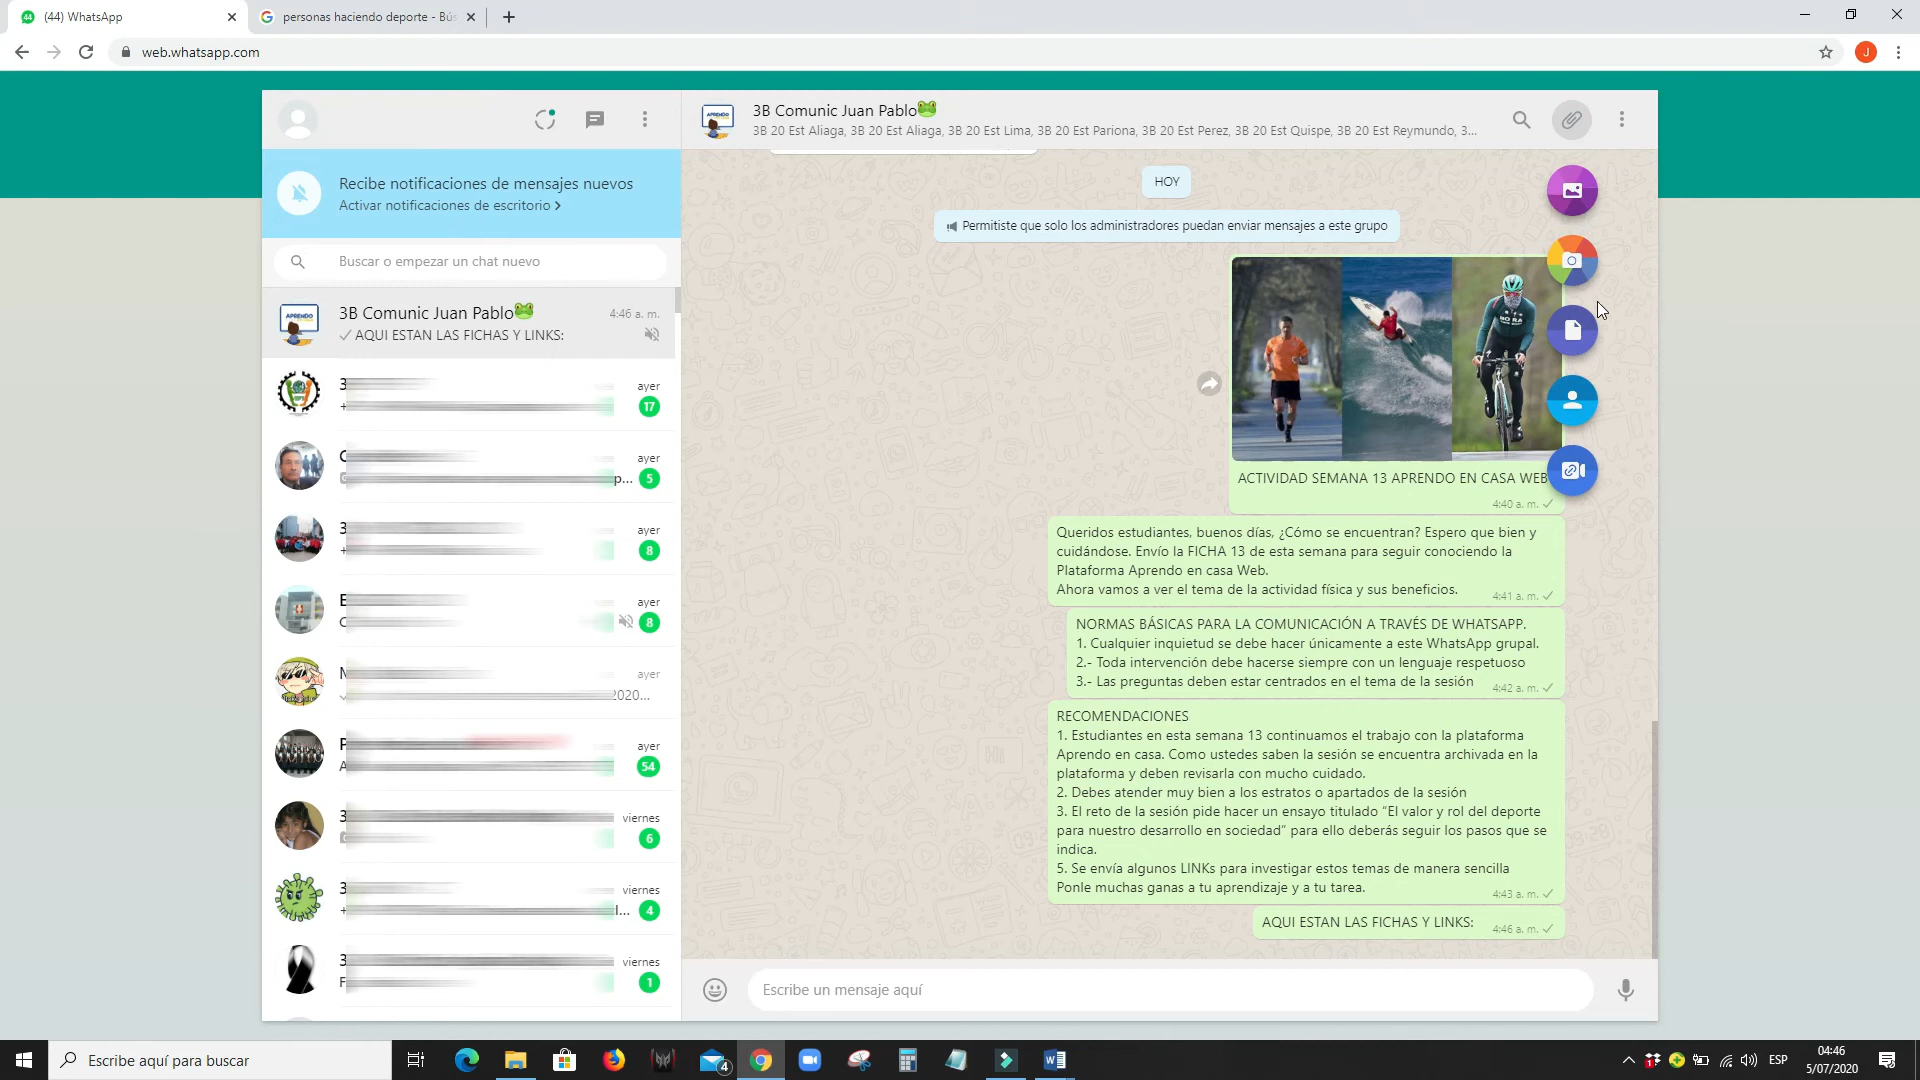 (44) WhatsApp
personas haciendo deporte - Bús
web.whatsapp.com
J
3B Comunic Juan Pablo🐸
3B 20 Est Aliaga, 3B 20 Est Aliaga, 3B 20 Est Lima, 3B 20 Est Pariona, 3B 20 Est Perez, 3B 20 Est Quispe, 3B 20 Est Reymundo, 3...
Recibe notificaciones de mensajes nuevos
Activar notificaciones de escritorio >
Buscar o empezar un chat nuevo
3B Comunic Juan Pablo🐸
4:46 a. m.
AQUI ESTAN LAS FICHAS Y LINKS:
3
ayer
17
ayer
p...
5
3
ayer
8
ayer
8
ayer
2020...
ayer
54
3
viernes
6
3
viernes
l...
4
3
viernes
1
HOY
Permitiste que solo los administradores puedan enviar mensajes a este grupo
ACTIVIDAD SEMANA 13 APRENDO EN CASA WEB
4:40 a. m.
Queridos estudiantes, buenos días, ¿Cómo se encuentran? Espero que bien y
cuidándose. Envío la FICHA 13 de esta semana para seguir conociendo la
Plataforma Aprendo en casa Web.
Ahora vamos a ver el tema de la actividad física y sus beneficios.
4:41 a. m.
NORMAS BÁSICAS PARA LA COMUNICACIÓN A TRAVÉS DE WHATSAPP.
1. Cualquier inquietud se debe hacer únicamente a este WhatsApp grupal.
2.- Toda intervención debe hacerse siempre con un lenguaje respetuoso
3.- Las preguntas deben estar centrados en el tema de la sesión
4:42 a. m.
RECOMENDACIONES
1. Estudiantes en esta semana 13 continuamos el trabajo con la plataforma
Aprendo en casa. Como ustedes saben la sesión se encuentra archivada en la
plataforma y deben revisarla con mucho cuidado.
2. Debes atender muy bien a los estratos o apartados de la sesión
3. El reto de la sesión pide hacer un ensayo titulado “El valor y rol del deporte
para nuestro desarrollo en sociedad” para ello deberás seguir los pasos que se
indica.
5. Se envía algunos LINKs para investigar estos temas de manera sencilla
Ponle muchas ganas a tu aprendizaje y a tu tarea.
4:43 a. m.
AQUI ESTAN LAS FICHAS Y LINKS:
4:46 a. m.
Escribe un mensaje aquí
Escribe aquí para buscar
4
ESP
04:46
5/07/2020